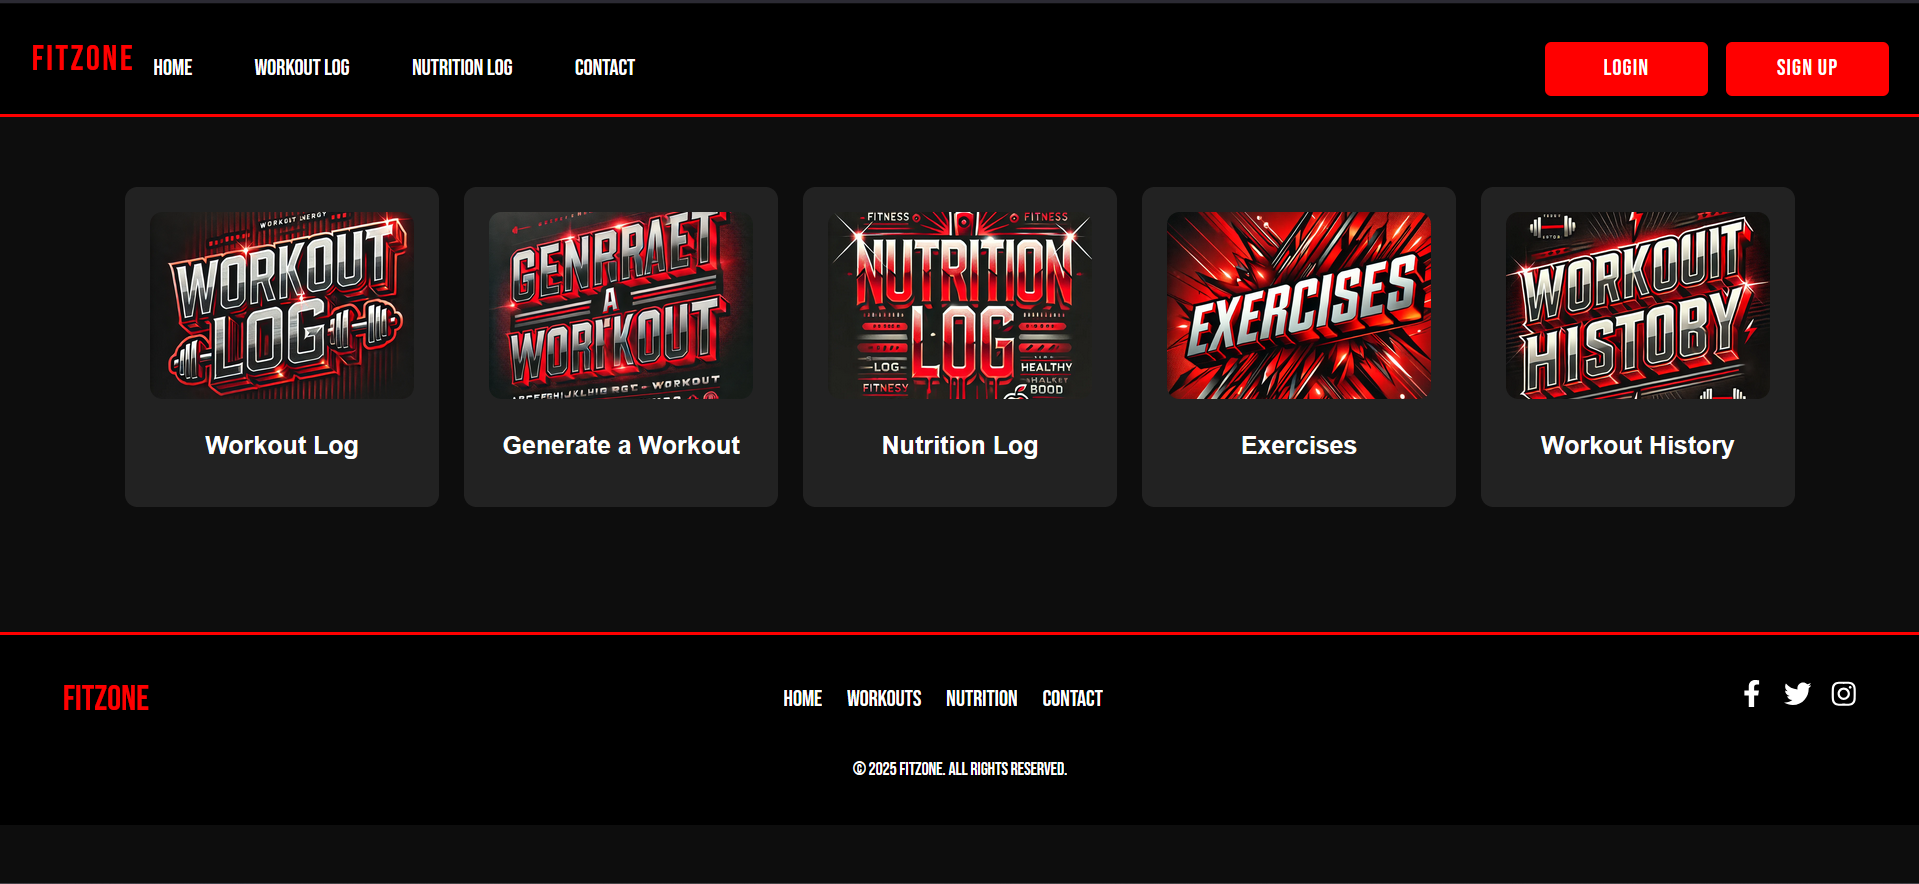 FITZONE
HOME
WORKOUT LOG
NUTRITION LOG
CONTACT
LOGIN
SIGN UP
WORKOUT
LOG
GENRRAET
A
WORKOUT
WORKOUT
FITNESS
FITNESS
NUTRITION
LOG
LOG
HEALTHY
FITNESY
BOOD
EXERCISES
WORKOUIT
HISTOBY
Workout Log
Generate a Workout
Nutrition Log
Exercises
Workout History
FITZONE
HOME
WORKOUTS
NUTRITION
CONTACT
© 2025 FITZONE. ALL RIGHTS RESERVED.